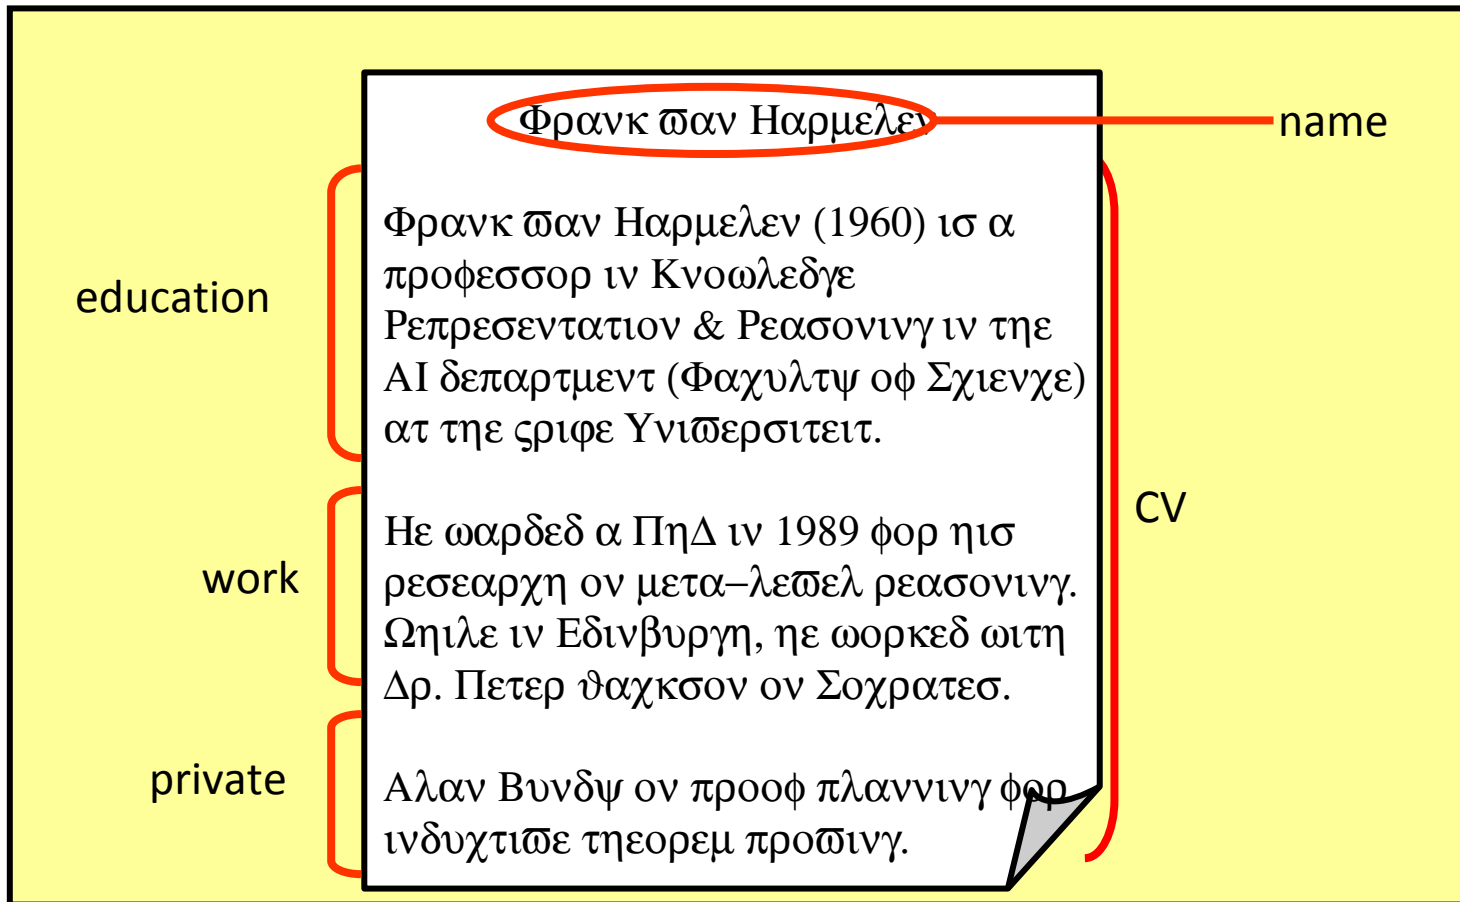 Φρανκ ϖαν Ηαρμελεν
name
education
Φρανκ ϖαν Ηαρμελεν (1960) ισ α
προφεσσορ ιν Κνοωλεδγε
Ρεπρεσεντατιον & Ρεασονινγ ιν τηε
ΑΙ δεπαρτμεντ (Φαχυλτψ οφ Σχιενχε)
ατ τηε ςριφε Υνιϖερσιτειτ.
CV
work
Ηε ωαρδεδ α ΠηΔ ιν 1989 φορ ηισ
ρεσεαρχη ον μετα–λεϖελ ρεασονινγ.
Ωηιλε ιν Εδινβυργη, ηε ωορκεδ ωιτη
Δρ. Πετερ ϑαχκσον ον Σοχρατεσ.
private
Αλαν Βυνδψ ον προοφ πλαννινγ φορ
ινδυχτιϖε τηεορεμ προϖινγ.